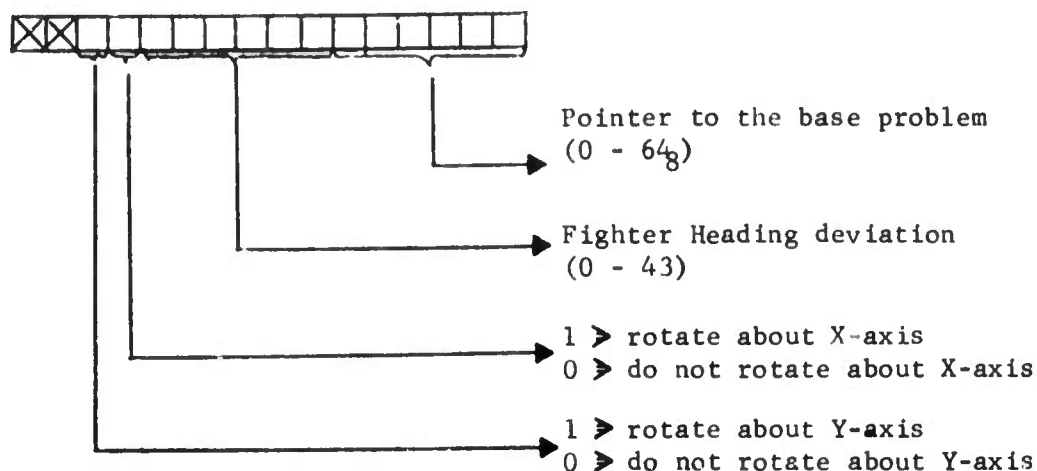 Pointer to the base problem
(0 - 64₈)
Fighter Heading deviation
(0 - 43)
1 ⋟ rotate about X-axis
0 ⋟ do not rotate about X-axis
1 ⋟ rotate about Y-axis
0 ⋟ do not rotate about Y-axis